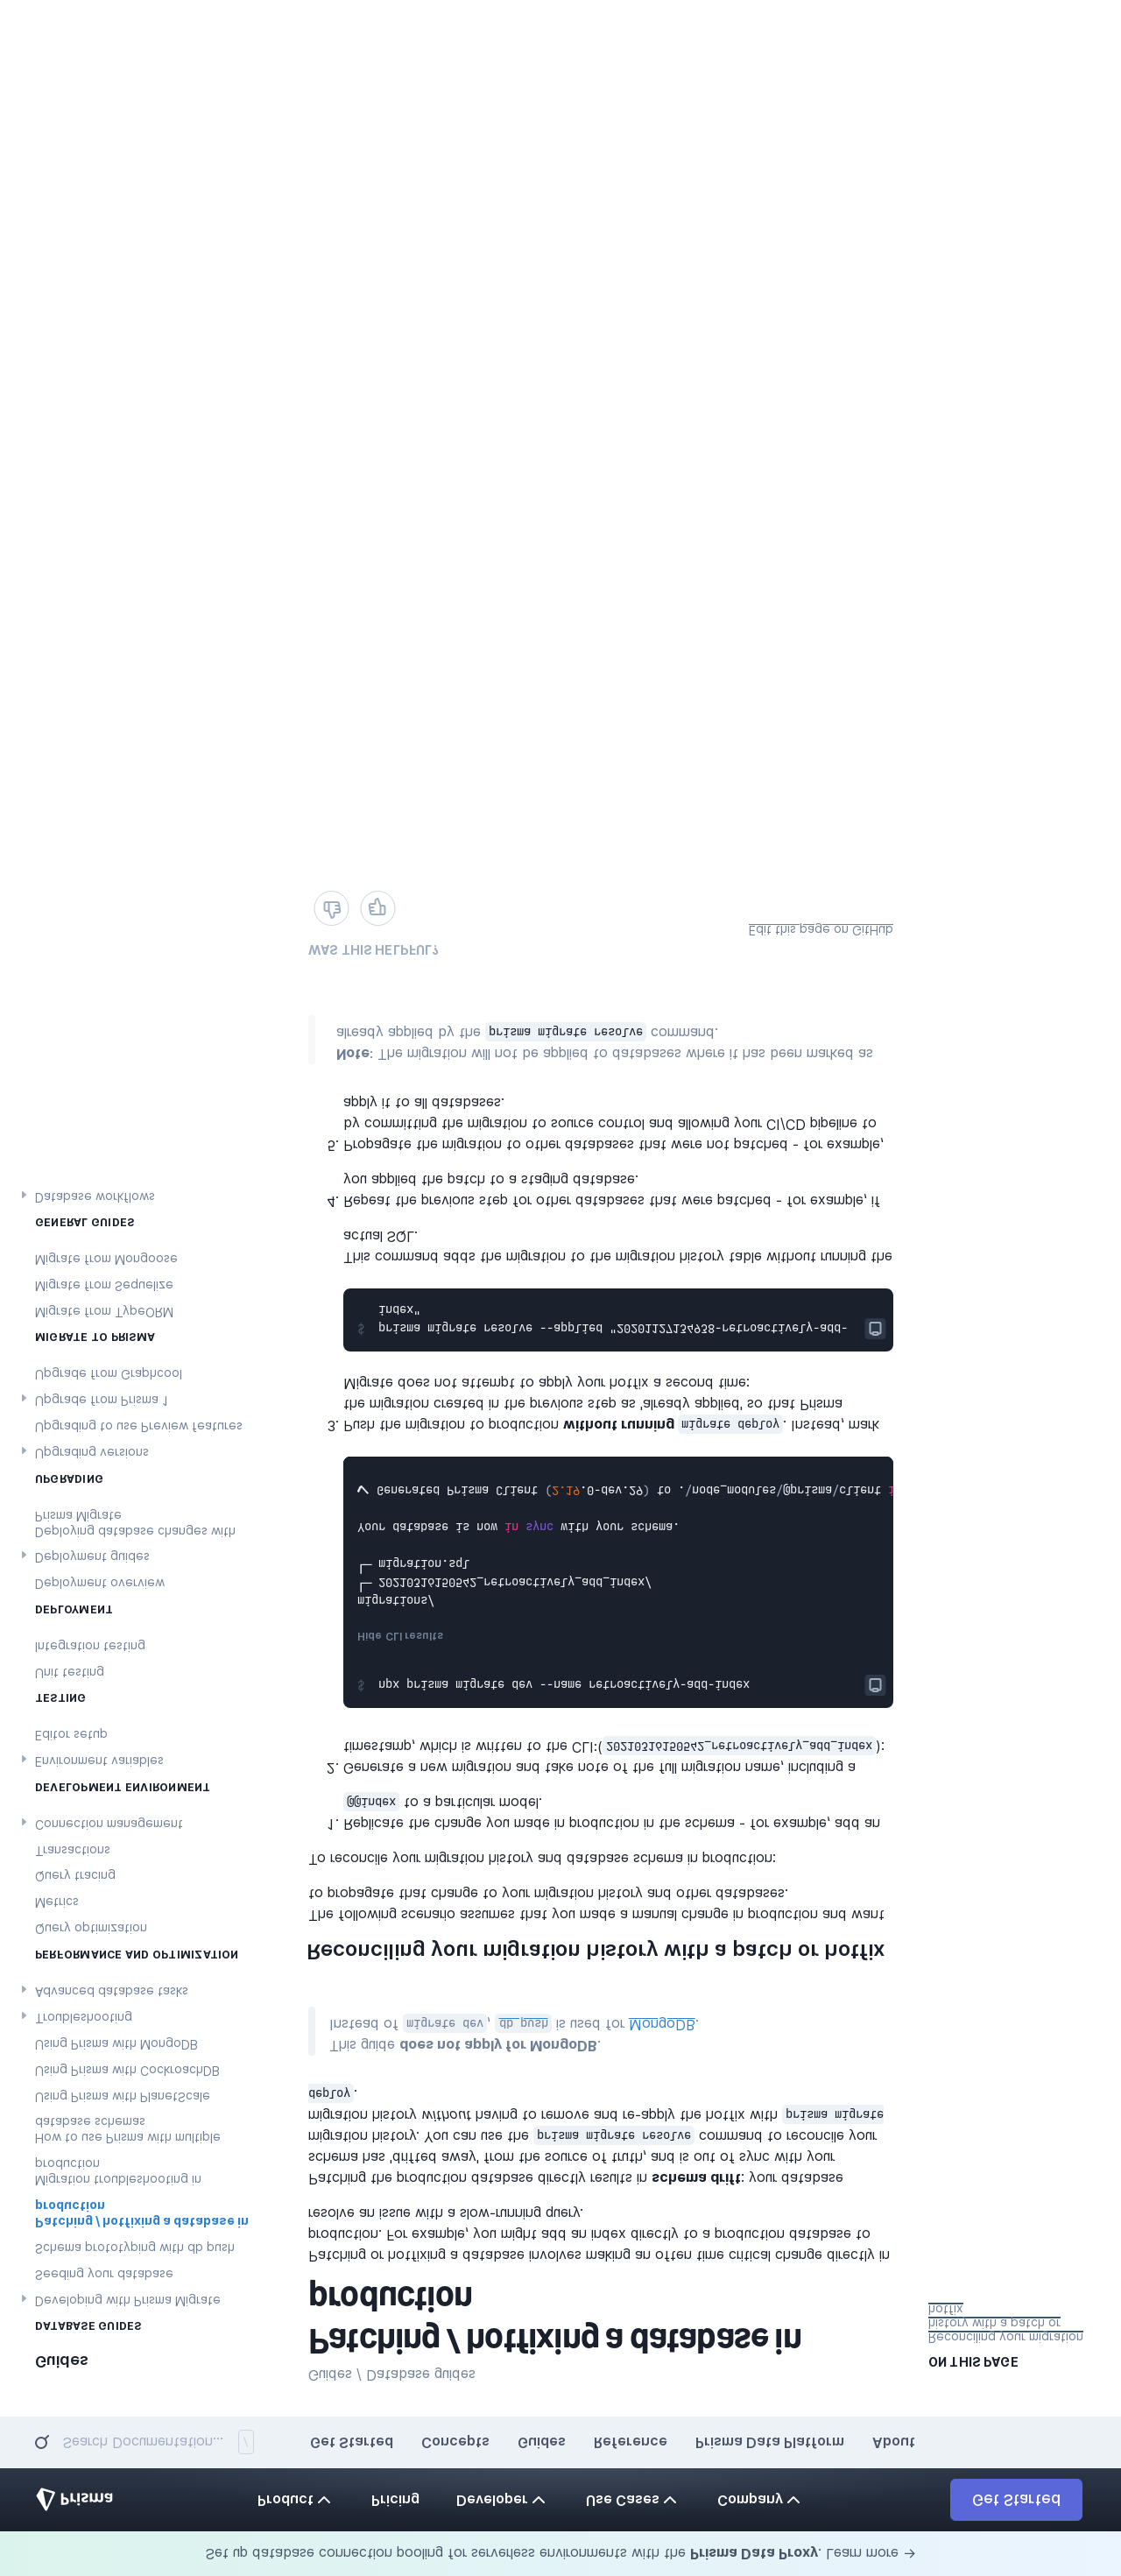 Set up database connection pooling for serverless environments with the Prisma Data Proxy. Learn more →
Prisma
Product
Pricing
Developer
Use Cases
Company
Get Started
Search Documentation...
/
Get Started
Concepts
Guides
Reference
Prisma Data Platform
About
Guides
DATABASE GUIDES
Developing with Prisma Migrate
Seeding your database
Schema prototyping with db push
Patching / hotfixing a database in
production
Migration troubleshooting in
production
How to use Prisma with multiple
database schemas
Using Prisma with PlanetScale
Using Prisma with CockroachDB
Using Prisma with MongoDB
Troubleshooting
Advanced database tasks
PERFORMANCE AND OPTIMIZATION
Query optimization
Metrics
Query tracing
Transactions
Connection management
DEVELOPMENT ENVIRONMENT
Environment variables
Editor setup
TESTING
Unit testing
Integration testing
DEPLOYMENT
Deployment overview
Deployment guides
Deploying database changes with
Prisma Migrate
UPGRADING
Upgrading versions
Upgrading to use Preview features
Upgrade from Prisma 1
Upgrade from Graphcool
MIGRATE TO PRISMA
Migrate from TypeORM
Migrate from Sequelize
Migrate from Mongoose
GENERAL GUIDES
Database workflows
Guides / Database guides
Patching / hotfixing a database in
production
Patching or hotfixing a database involves making an often time critical change directly in
production. For example, you might add an index directly to a production database to
resolve an issue with a slow-running query.
Patching the production database directly results in schema drift: your database
schema has 'drifted away' from the source of truth, and is out of sync with your
migration history. You can use the prisma migrate resolve command to reconcile your
migration history without having to remove and re-apply the hotfix with prisma migrate
deploy.
This guide does not apply for MongoDB.
Instead of migrate dev, db push is used for MongoDB.
Reconciling your migration history with a patch or hotfix
The following scenario assumes that you made a manual change in production and want
to propagate that change to your migration history and other databases.
To reconcile your migration history and database schema in production:
1. Replicate the change you made in production in the schema - for example, add an
@@index to a particular model.
2. Generate a new migration and take note of the full migration name, including a
timestamp, which is written to the CLI:(20210316150542_retroactively_add_index):
$ npx prisma migrate dev --name retroactively-add-index
Hide CLI results
migrations/
└─ 20210316150542_retroactively_add_index/
└─ migration.sql
Your database is now in sync with your schema.
✔ Generated Prisma Client (2.19.0-dev.29) to .\node_modules\@prisma\client i
3. Push the migration to production without running migrate deploy. Instead, mark
the migration created in the previous step as 'already applied' so that Prisma
Migrate does not attempt to apply your hotfix a second time:
$ prisma migrate resolve --applied "20201127134938-retroactively-add-
index"
This command adds the migration to the migration history table without running the
actual SQL.
4. Repeat the previous step for other databases that were patched - for example, if
you applied the patch to a staging database.
5. Propagate the migration to other databases that were not patched - for example,
by committing the migration to source control and allowing your CI/CD pipeline to
apply it to all databases.
Note: The migration will not be applied to databases where it has been marked as
already applied by the prisma migrate resolve command.
WAS THIS HELPFUL?
Edit this page on GitHub
ON THIS PAGE
Reconciling your migration
history with a patch or
hotfix